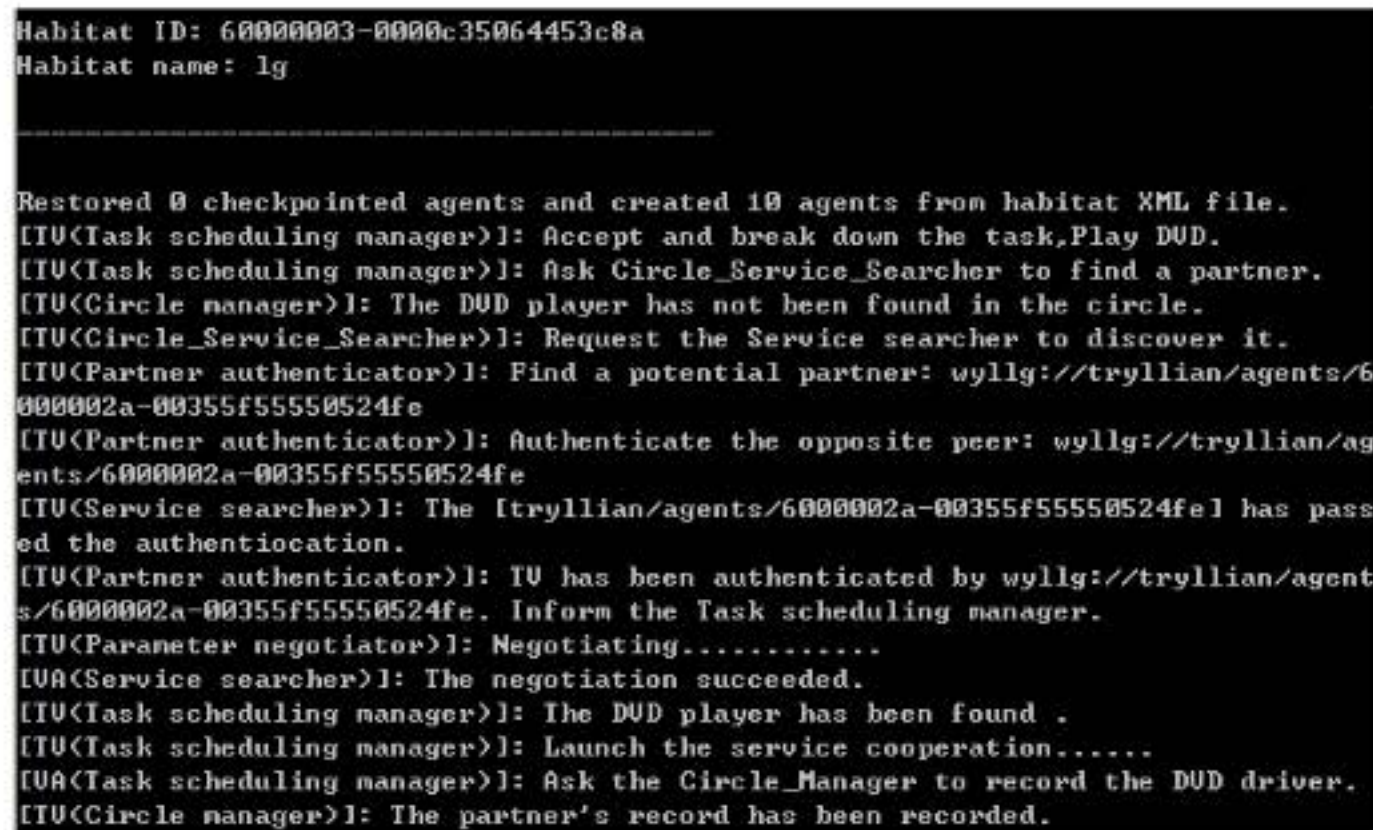 Habitat ID: 60000003-0000c35064453c8a
Habitat name: lg
-----------------------------------------
Restored 0 checkpointed agents and created 10 agents from habitat XML file.
[TV(Task scheduling manager)]: Accept and break down the task,Play DVD.
[TV(Task scheduling manager)]: Ask Circle_Service_Searcher to find a partner.
[TV(Circle manager)]: The DVD player has not been found in the circle.
[TV(Circle_Service_Searcher)]: Request the Service searcher to discover it.
[TV(Partner authenticator)]: Find a potential partner: wyllg://tryllian/agents/6
000002a-00355f55550524fe
[TV(Partner authenticator)]: Authenticate the opposite peer: wyllg://tryllian/ag
ents/6000002a-00355f55550524fe
[TV(Service searcher)]: The [tryllian/agents/6000002a-00355f55550524fe] has pass
ed the authentiocation.
[TV(Partner authenticator)]: TV has been authenticated by wyllg://tryllian/agent
s/6000002a-00355f55550524fe. Inform the Task scheduling manager.
[TV(Parameter negotiator)]: Negotiating............
[VA(Service searcher)]: The negotiation succeeded.
[TV(Task scheduling manager)]: The DVD player has been found .
[TV(Task scheduling manager)]: Launch the service cooperation......
[VA(Task scheduling manager)]: Ask the Circle_Manager to record the DVD driver.
[TV(Circle manager)]: The partner's record has been recorded.